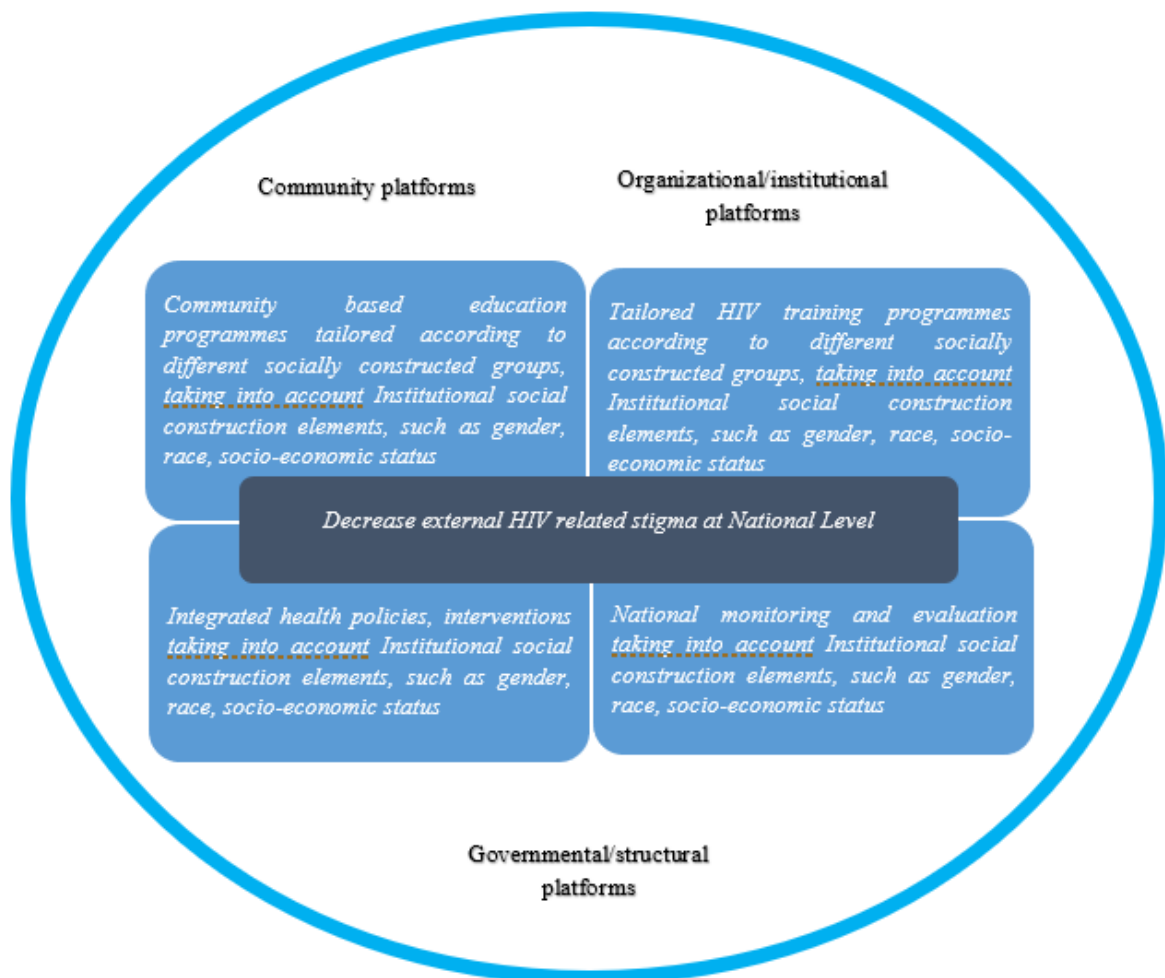 Community platforms
Organizational/institutional
platforms
Community based education
programmes tailored according to
different socially constructed groups,
taking into account Institutional social
construction elements, such as gender,
race, socio-economic status
Tailored HIV training programmes
according to different socially
constructed groups, taking into account
Institutional social construction
elements, such as gender, race, socio-
economic status
Decrease external HIV related stigma at National Level
Integrated health policies, interventions
taking into account Institutional social
construction elements, such as gender,
race, socio-economic status
National monitoring and evaluation
taking into account Institutional social
construction elements, such as gender,
race, socio-economic status
Governmental/structural
platforms